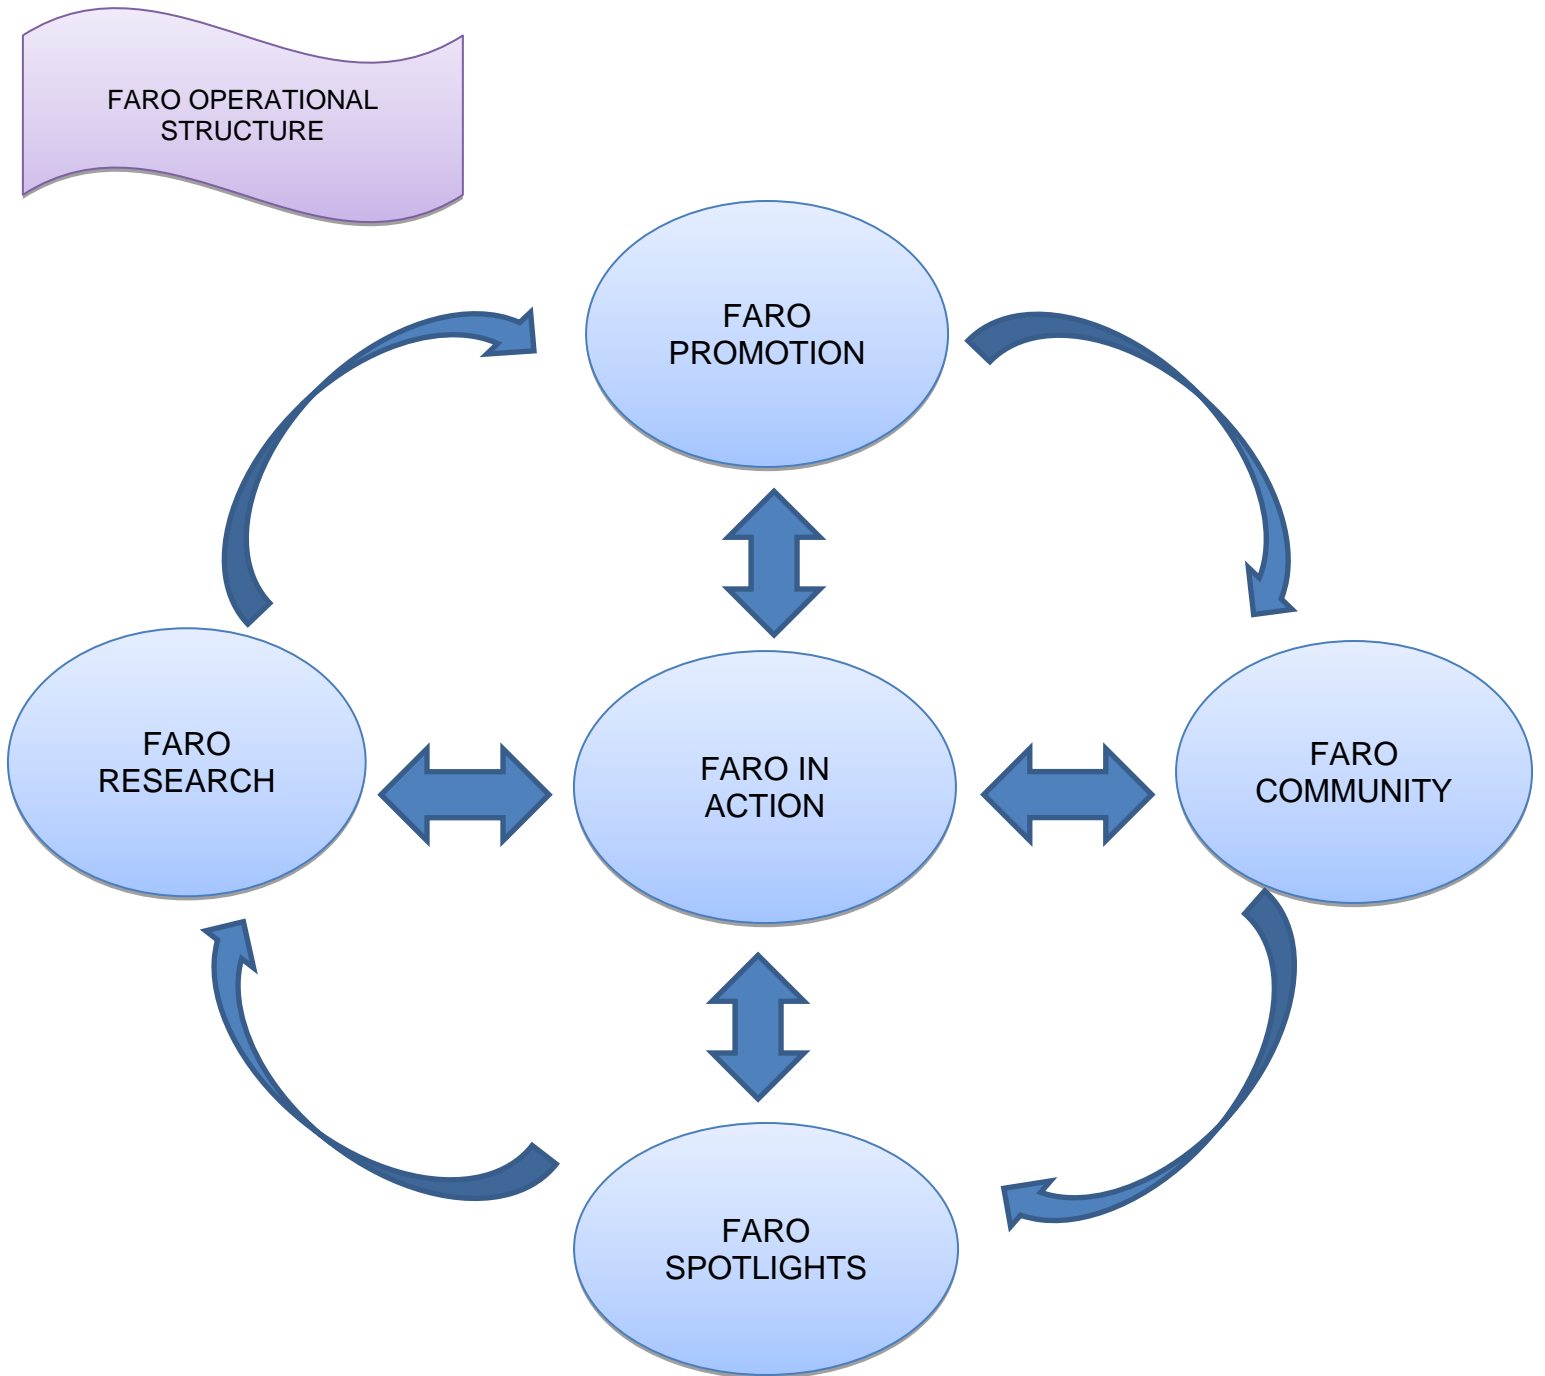 FARO OPERATIONAL
STRUCTURE
FARO
PROMOTION
FARO
RESEARCH
FARO IN
ACTION
FARO
COMMUNITY
FARO
SPOTLIGHTS